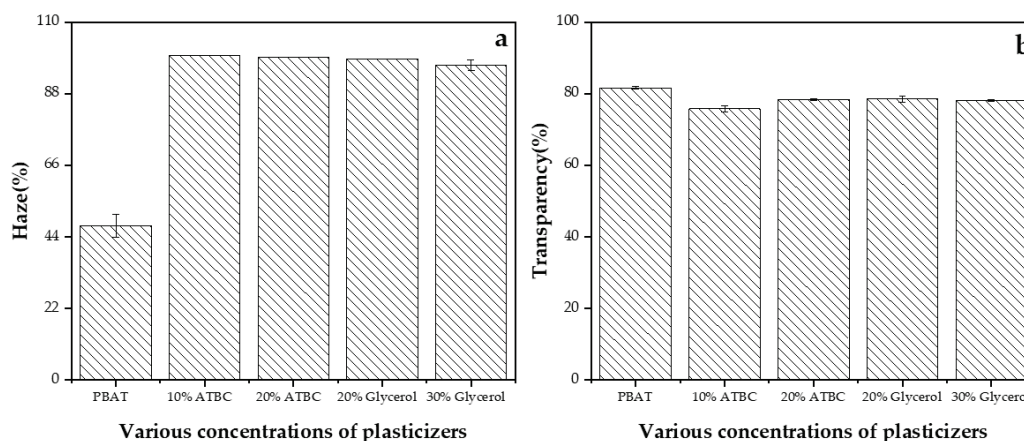 a
110
88
66
44
22
0
Haze(%)
PBAT 10% ATBC 20% ATBC 20% Glycerol 30% Glycerol
Various concentrations of plasticizers
b
100
80
60
40
20
0
Transparency(%)
PBAT 10% ATBC 20% ATBC 20% Glycerol 30% Glycero
Various concentrations of plasticizers